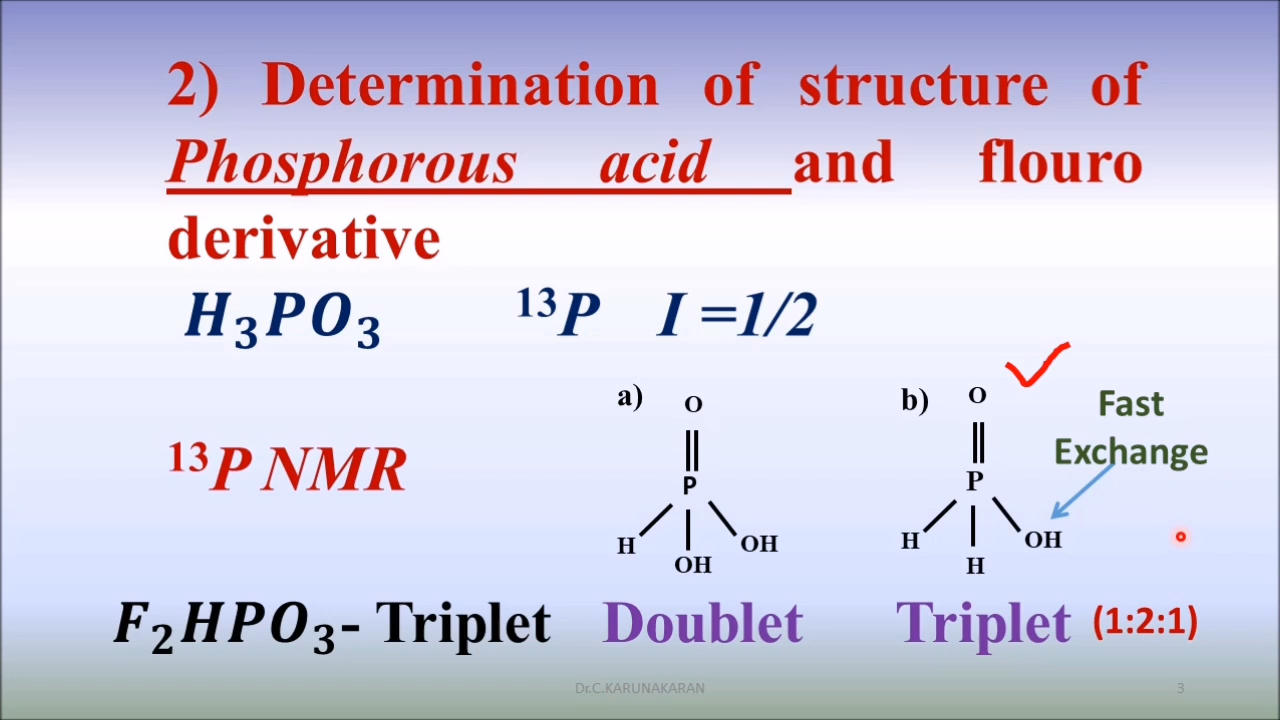 2) Determination of structure of
Phosphorous acid and flouro
derivative
H₃PO₃ ¹³P I =1/2
a) O b) O Fast
Exchange
¹³P NMR
P P
H OH OH H H OH
F₂HPO₃- Triplet Doublet Triplet (1:2:1)
Dr.C.KARUNAKARAN 3